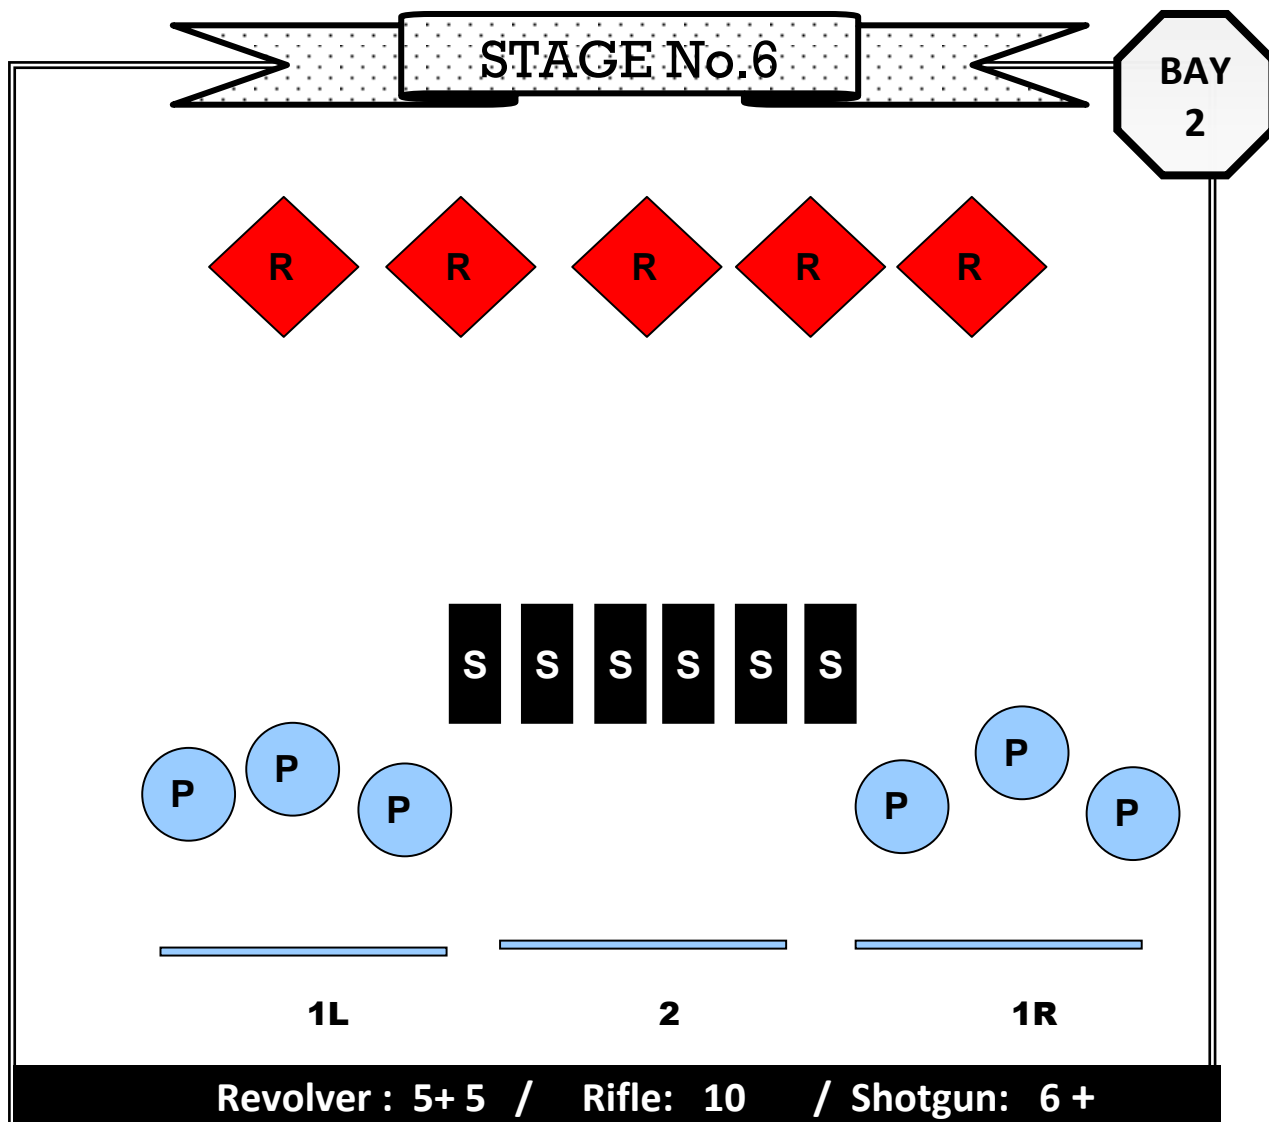 STAGE No.6
BAY
2
R R R R R
S S S S S S
P P P P P P
1L 2 1R
Revolver : 5+ 5 / Rifle: 10 / Shotgun: 6 +